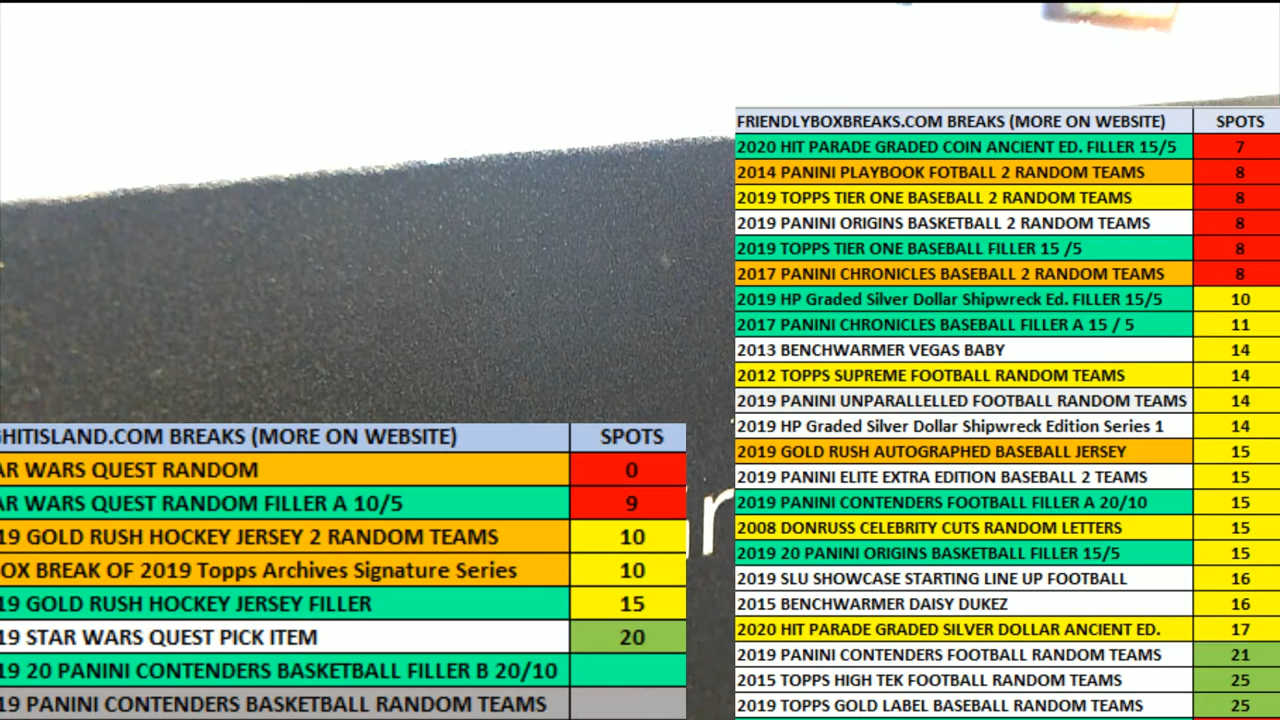 FRIENDLYBOXBREAKS.COM BREAKS (MORE ON WEBSITE) SPOTS
2020 HIT PARADE GRADED COIN ANCIENT ED. FILLER 15/5 7
2014 PANINI PLAYBOOK FOTBALL 2 RANDOM TEAMS 8
2019 TOPPS TIER ONE BASEBALL 2 RANDOM TEAMS 8
2019 PANINI ORIGINS BASKETBALL 2 RANDOM TEAMS 8
2019 TOPPS TIER ONE BASEBALL FILLER 15 /5 8
2017 PANINI CHRONICLES BASEBALL 2 RANDOM TEAMS 8
2019 HP Graded Silver Dollar Shipwreck Ed. FILLER 15/5 10
2017 PANINI CHRONICLES BASEBALL FILLER A 15 / 5 11
2013 BENCHWARMER VEGAS BABY 14
2012 TOPPS SUPREME FOOTBALL RANDOM TEAMS 14
2019 PANINI UNPARALLELLED FOOTBALL RANDOM TEAMS 14
2019 HP Graded Silver Dollar Shipwreck Edition Series 1 14
2019 GOLD RUSH AUTOGRAPHED BASEBALL JERSEY 15
2019 PANINI ELITE EXTRA EDITION BASEBALL 2 TEAMS 15
2019 PANINI CONTENDERS FOOTBALL FILLER A 20/10 15
2008 DONRUSS CELEBRITY CUTS RANDOM LETTERS 15
2019 20 PANINI ORIGINS BASKETBALL FILLER 15/5 15
2019 SLU SHOWCASE STARTING LINE UP FOOTBALL 16
2015 BENCHWARMER DAISY DUKEZ 16
2020 HIT PARADE GRADED SILVER DOLLAR ANCIENT ED. 17
2019 PANINI CONTENDERS FOOTBALL RANDOM TEAMS 21
2015 TOPPS HIGH TEK FOOTBALL RANDOM TEAMS 25
2019 TOPPS GOLD LABEL BASEBALL RANDOM TEAMS 25
GHITISLAND.COM BREAKS (MORE ON WEBSITE) SPOTS
AR WARS QUEST RANDOM 0
AR WARS QUEST RANDOM FILLER A 10/5 9
19 GOLD RUSH HOCKEY JERSEY 2 RANDOM TEAMS 10
OX BREAK OF 2019 Topps Archives Signature Series 10
19 GOLD RUSH HOCKEY JERSEY FILLER 15
19 STAR WARS QUEST PICK ITEM 20
19 20 PANINI CONTENDERS BASKETBALL FILLER B 20/10
19 PANINI CONTENDERS BASKETBALL RANDOM TEAMS